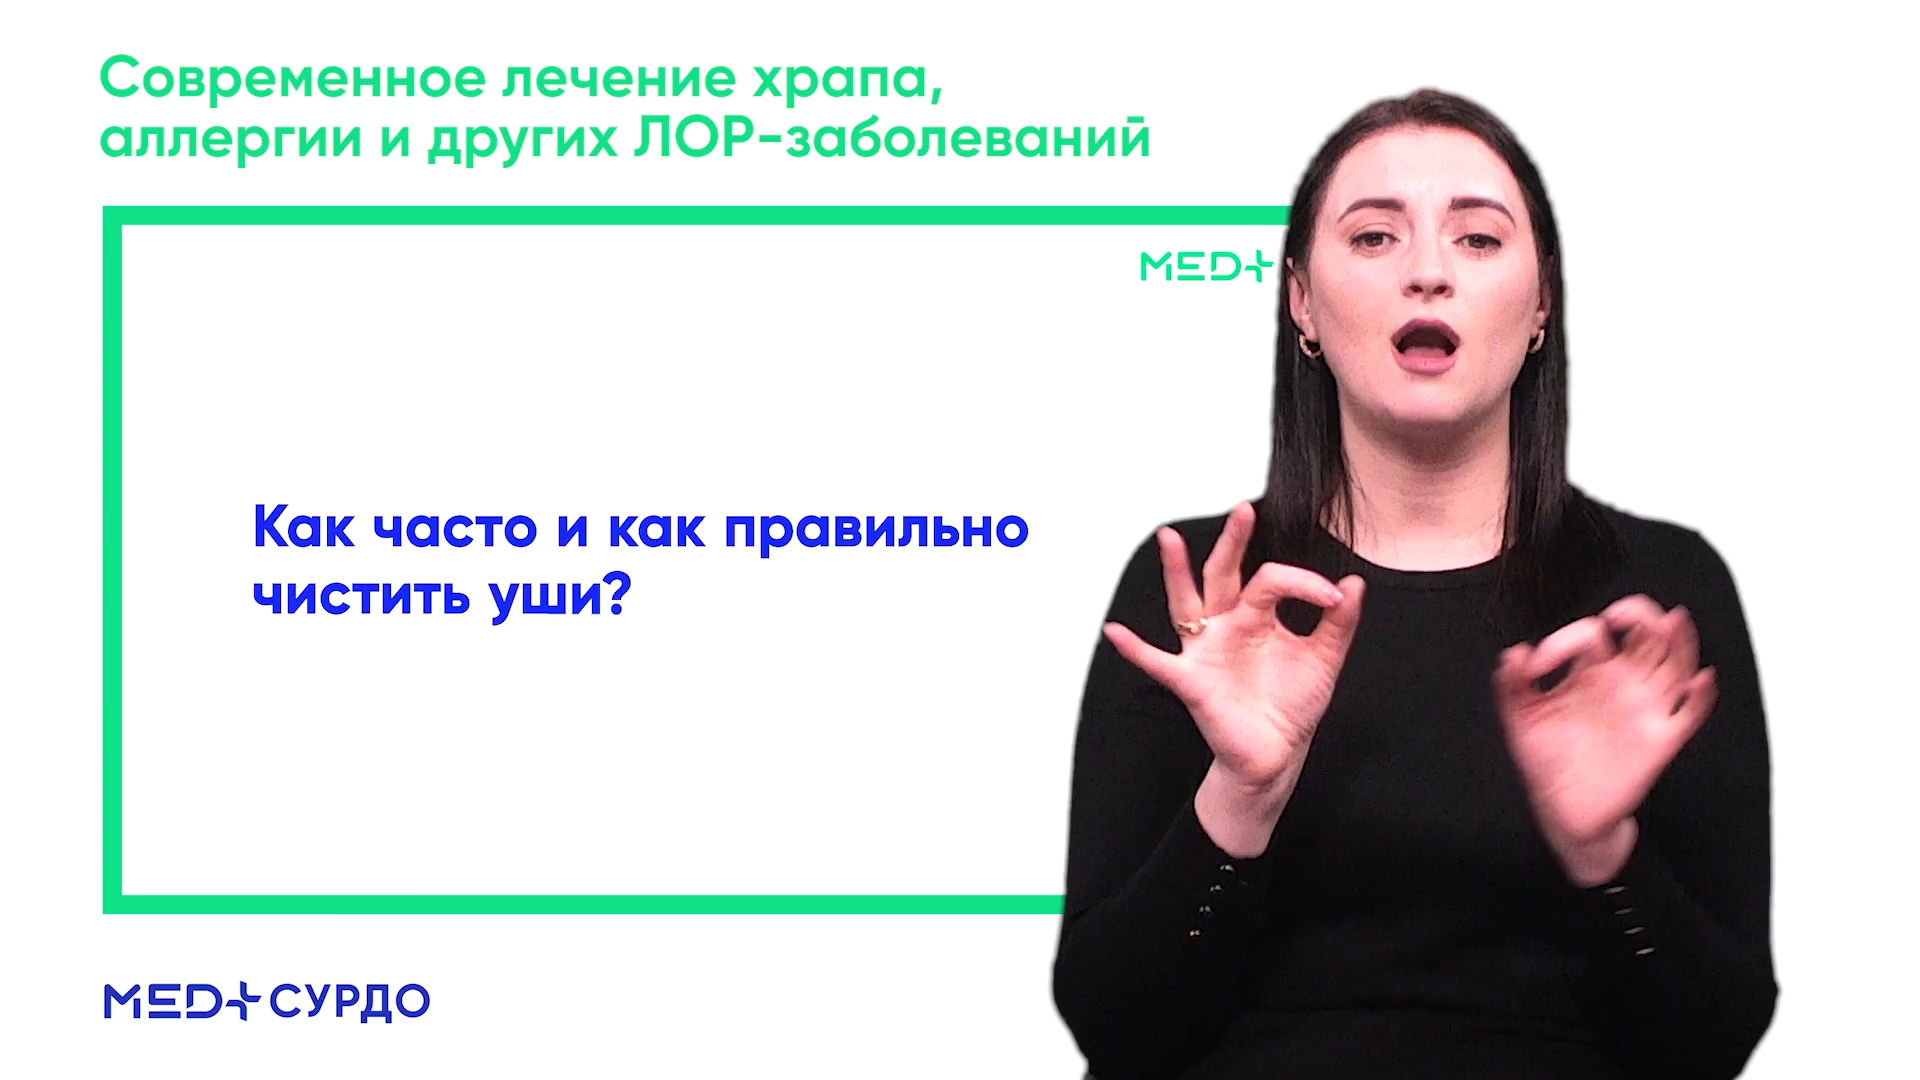 Современное лечение храпа,
аллергии и других ЛОР-заболеваний
MED+
Как часто и как правильно
чистить уши?
MED+СУРДО